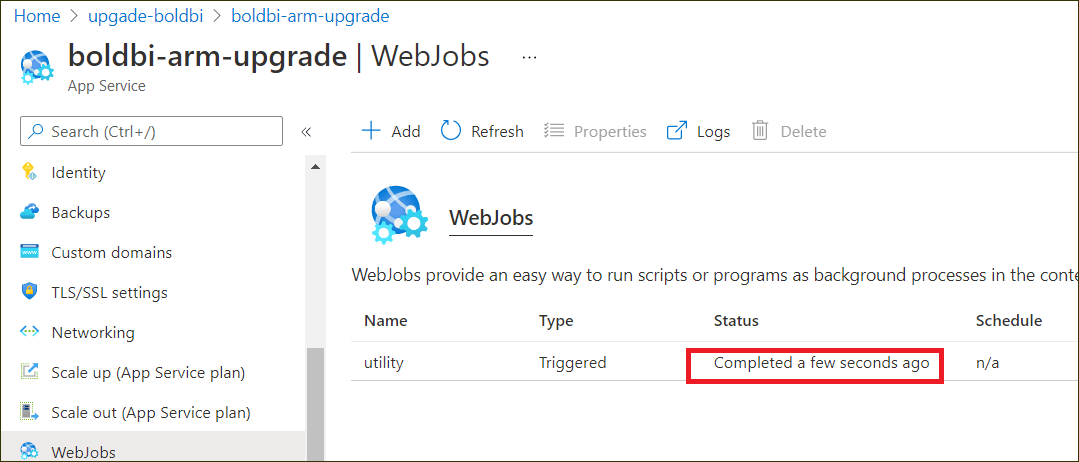 Home > upgade-boldbi > boldbi-arm-upgrade
boldbi-arm-upgrade | WebJobs ...
App Service
Search (Ctrl+/) «
Add Refresh Properties Logs Delete
Identity
Backups
Custom domains
TLS/SSL settings
Networking
Scale up (App Service plan)
Scale out (App Service plan)
WebJobs
WebJobs
WebJobs provide an easy way to run scripts or programs as background processes in the conte
Name Type Status Schedule
utility Triggered Completed a few seconds ago n/a